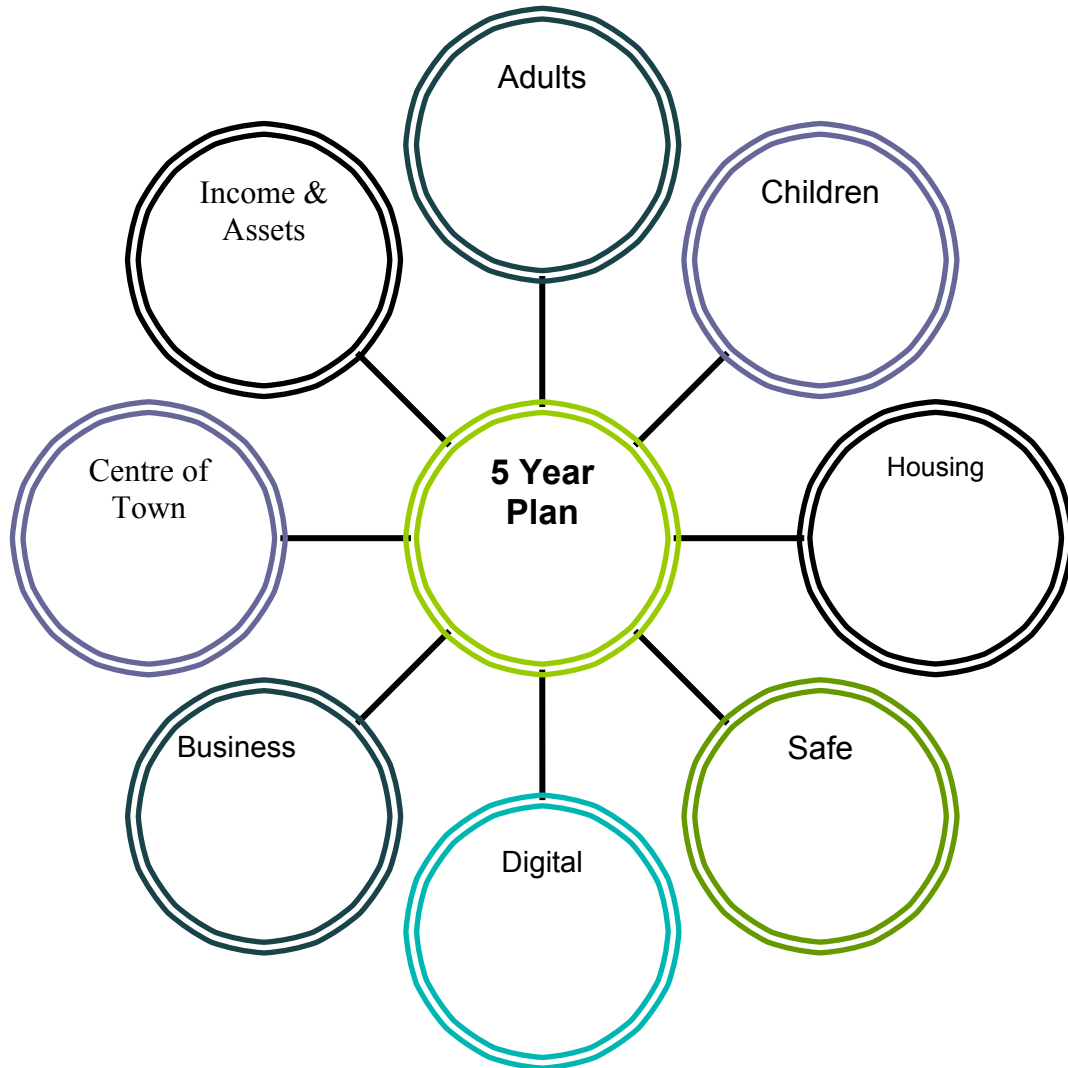 Adults
Income &
Assets
Children
Centre of
Town
5 Year
Plan
Housing
Business
Safe
Digital